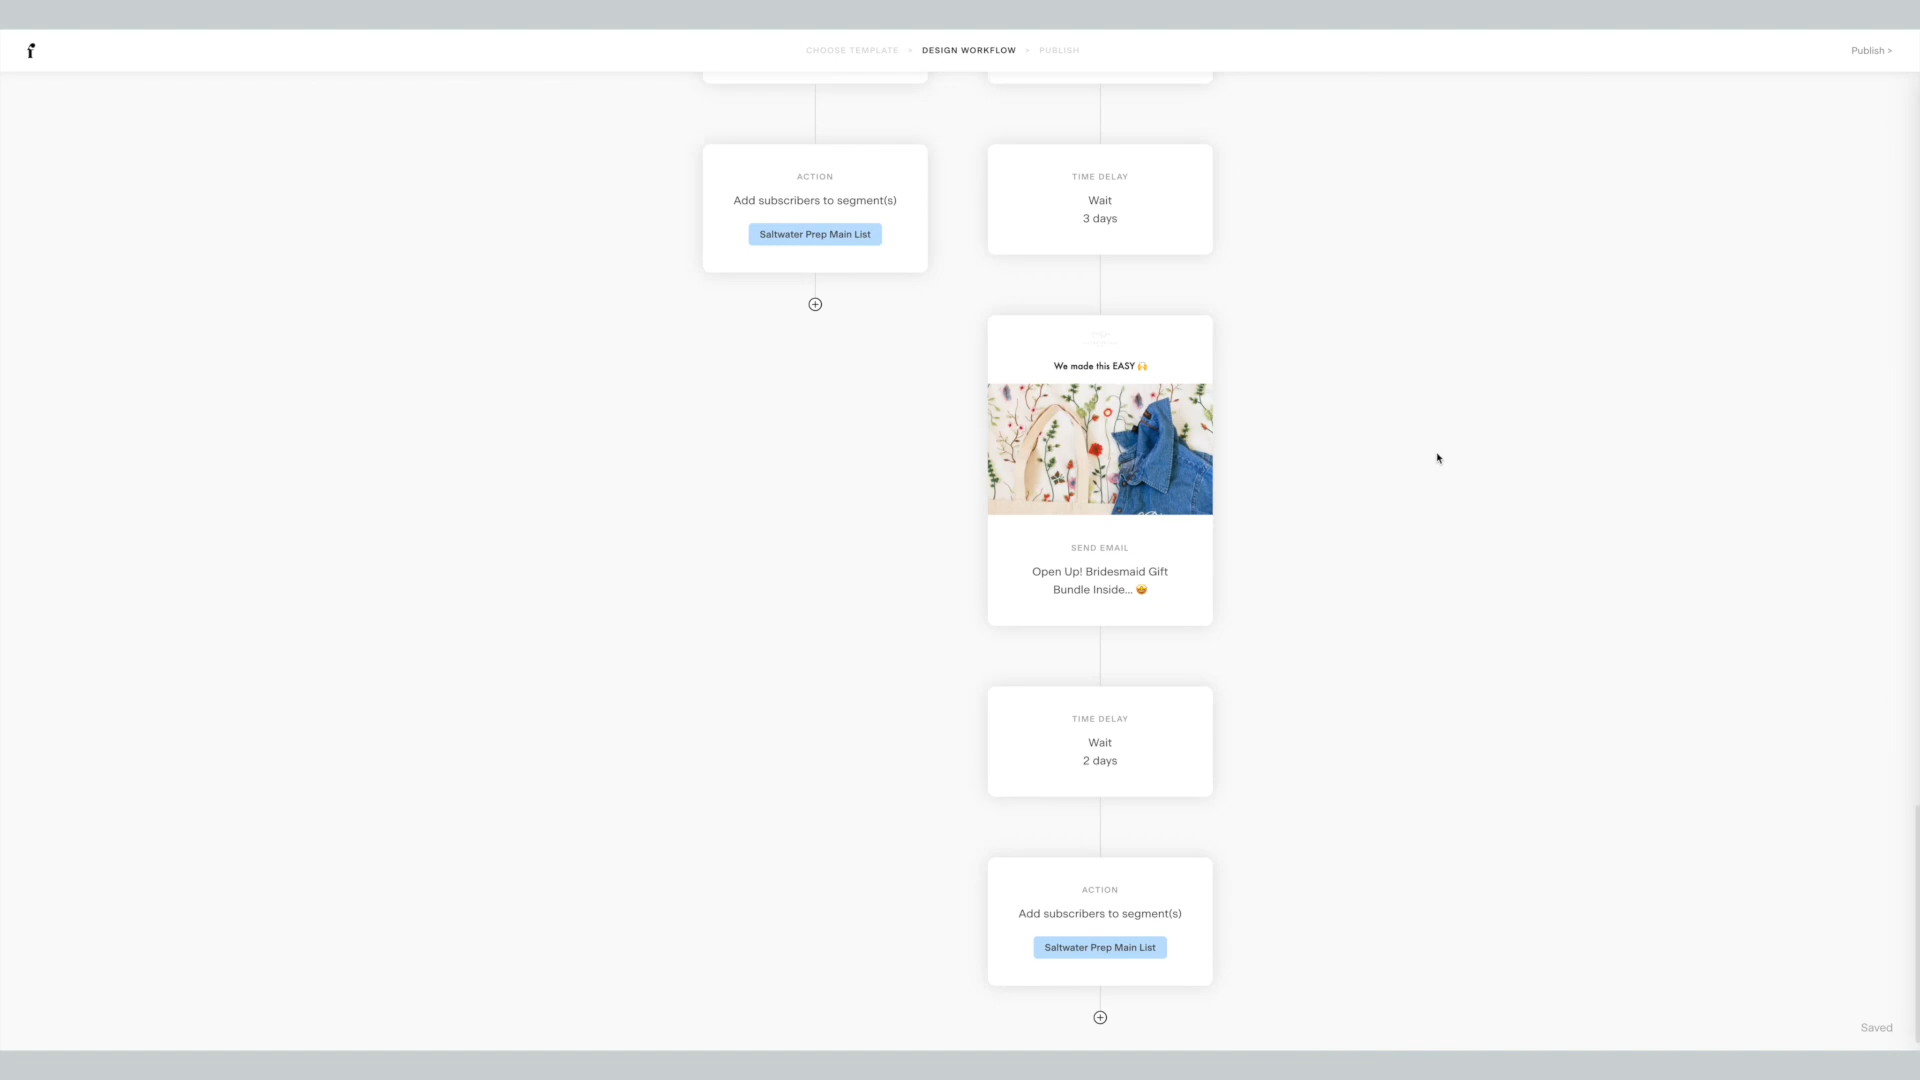 f
CHOOSE TEMPLATE > DESIGN WORKFLOW > PUBLISH
Publish >
ACTION
Add subscribers to segment(s)
Saltwater Prep Main List
TIME DELAY
Wait
3 days
We made this EASY 🙌
SEND EMAIL
Open Up! Bridesmaid Gift
Bundle Inside... 🤩
TIME DELAY
Wait
2 days
ACTION
Add subscribers to segment(s)
Saltwater Prep Main List
Saved